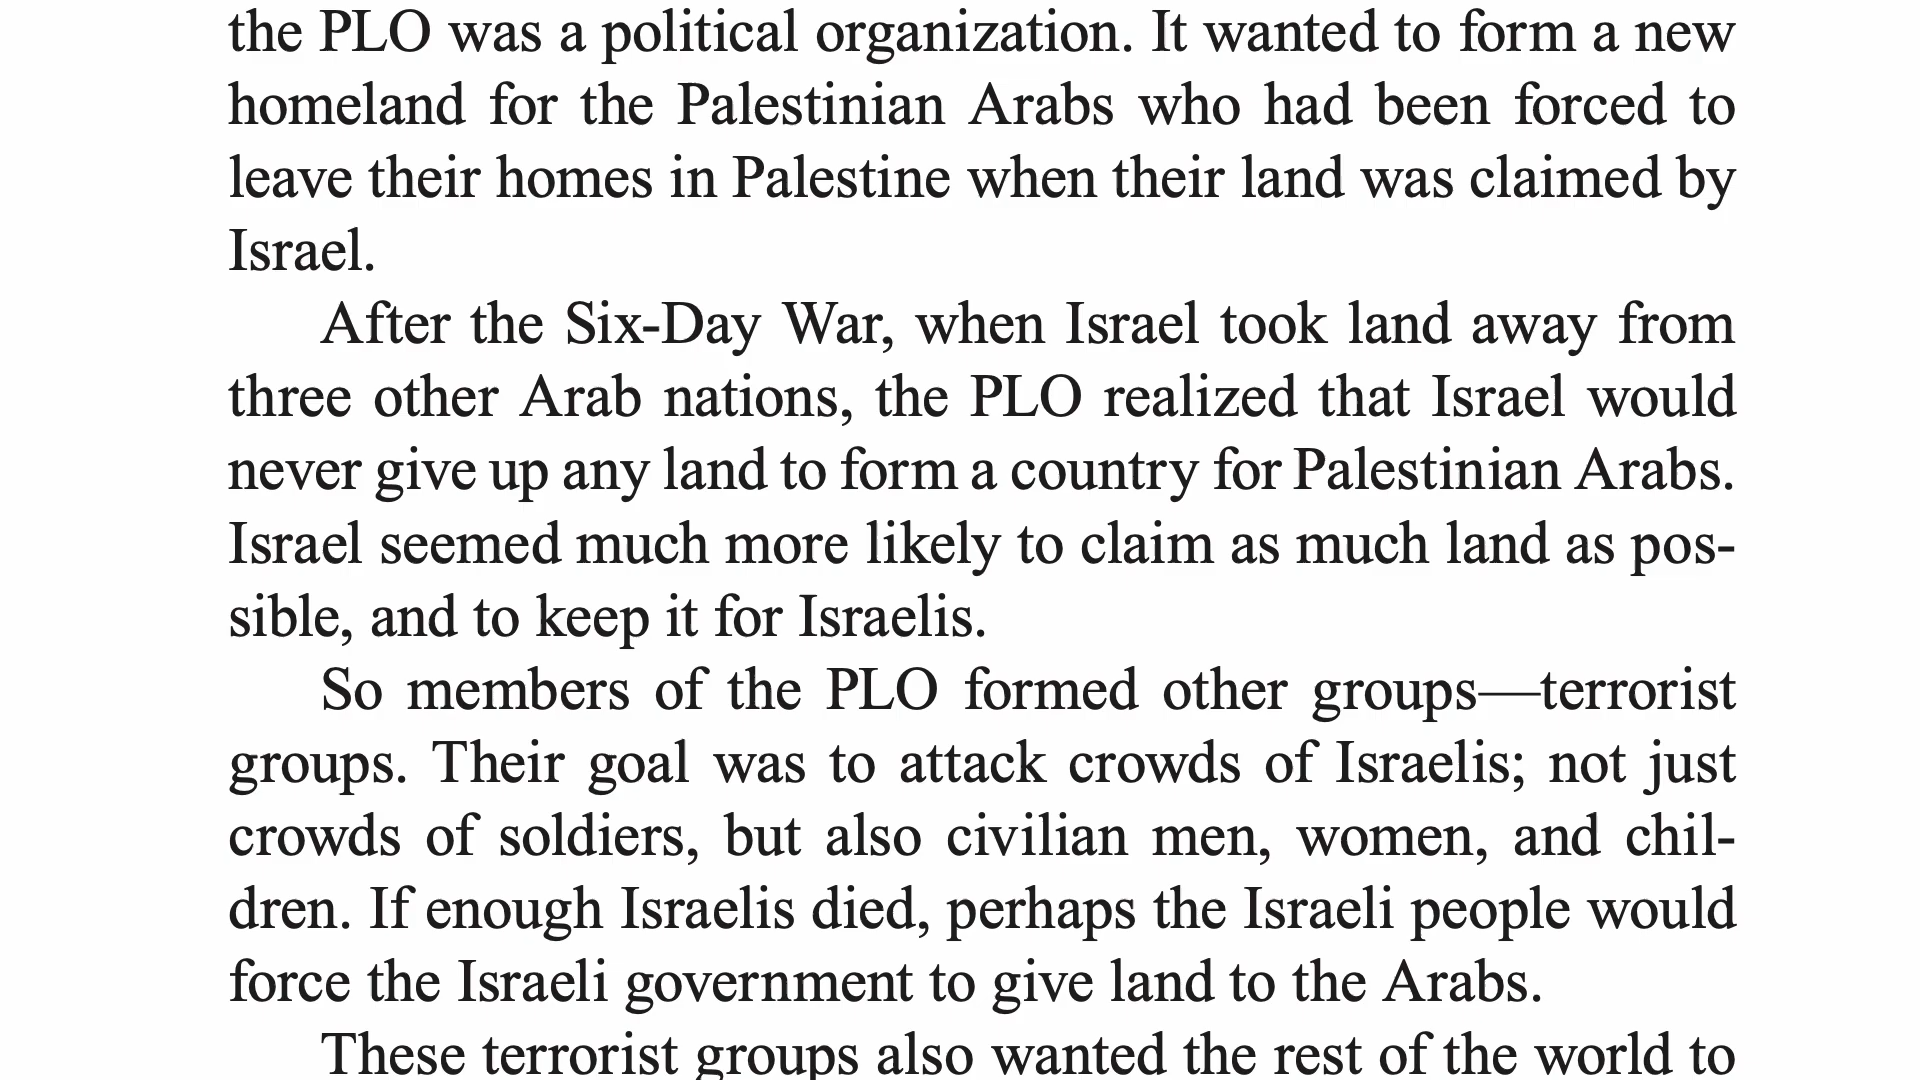 the PLO was a political organization. It wanted to form a new
homeland for the Palestinian Arabs who had been forced to
leave their homes in Palestine when their land was claimed by
Israel.
After the Six-Day War, when Israel took land away from
three other Arab nations, the PLO realized that Israel would
never give up any land to form a country for Palestinian Arabs.
Israel seemed much more likely to claim as much land as pos-
sible, and to keep it for Israelis.
So members of the PLO formed other groups—terrorist
groups. Their goal was to attack crowds of Israelis; not just
crowds of soldiers, but also civilian men, women, and chil-
dren. If enough Israelis died, perhaps the Israeli people would
force the Israeli government to give land to the Arabs.
These terrorist groups also wanted the rest of the world to